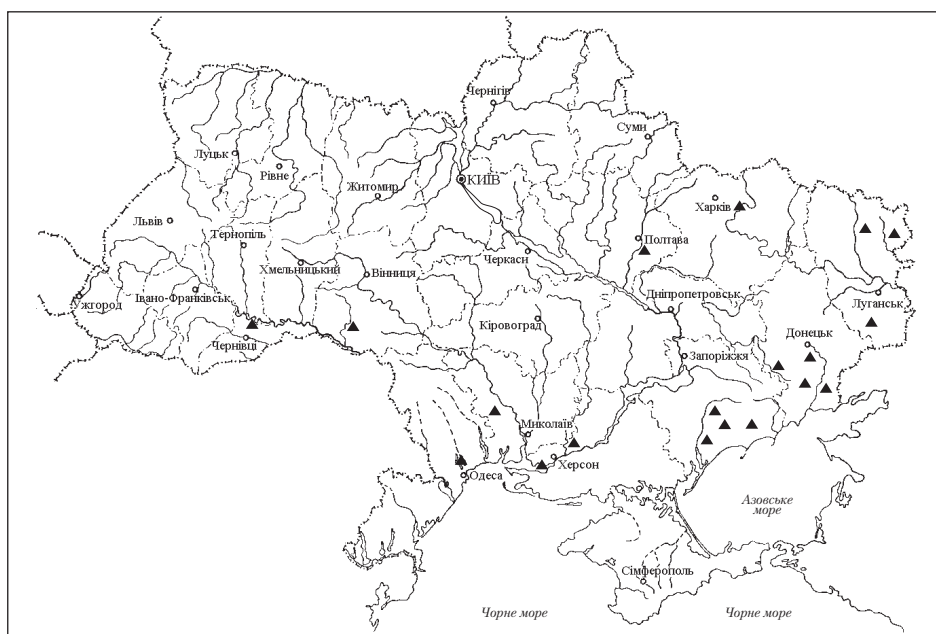 Чернігів
Суми
Луцьк
Рівне
КИЇВ
Житомир
Харків
Львів
Тернопіль
Полтава
Хмельницький
Вінниця
Черкаси
Ужгород
Івано-Франківськ
Дніпропетровськ
Луганськ
Кіровоград
Чернівці
Донецьк
Запоріжжя
Миколаїв
Херсон
Одеса
Азовське
море
Сімферополь
Чорне море
Чорне море